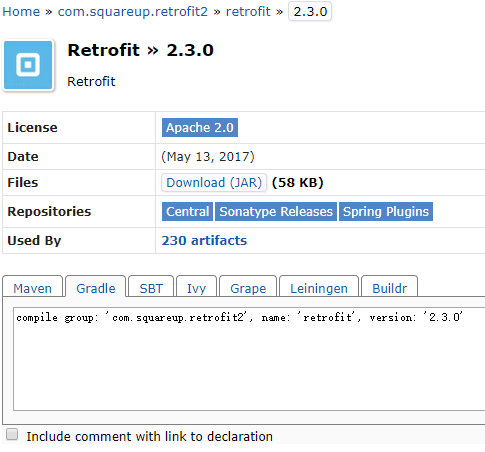 Home » com.squareup.retrofit2 » retrofit » 2.3.0
Retrofit » 2.3.0
Retrofit
License Apache 2.0
Date (May 13, 2017)
Files Download (JAR) (58 KB)
Repositories Central Sonatype Releases Spring Plugins
Used By 230 artifacts
Maven Gradle SBT Ivy Grape Leiningen Buildr
compile group: 'com.squareup.retrofit2', name: 'retrofit', version: '2.3.0'
Include comment with link to declaration